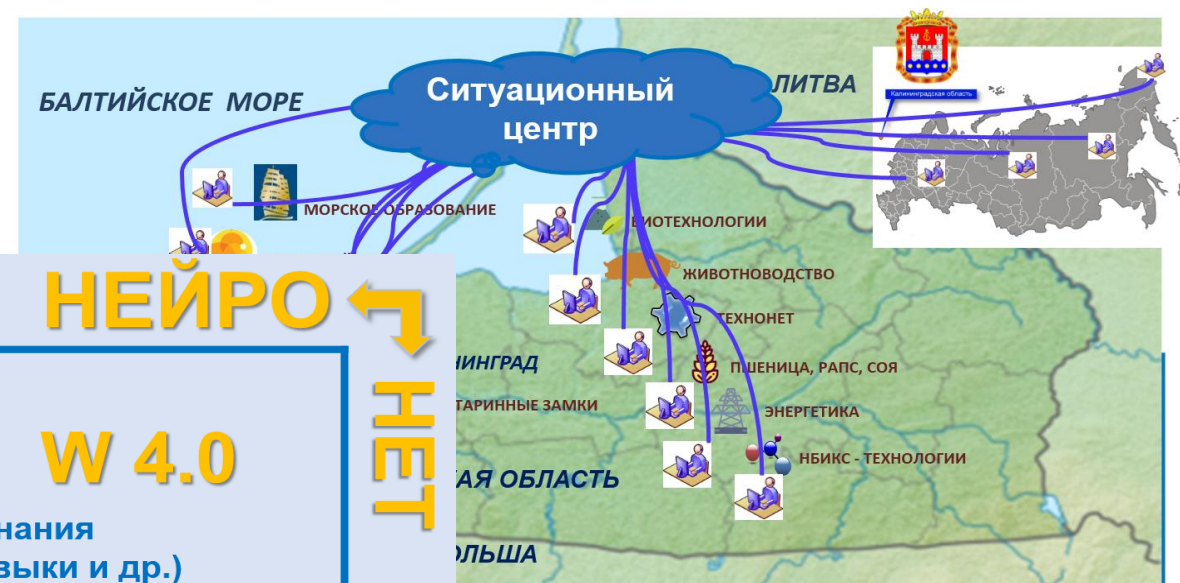 Ситуационный
центр
БАЛТИЙСКОЕ МОРЕ
ЛИТВА
Калининградская область
МОРСКОЕ ОБРАЗОВАНИЕ
БИОТЕХНОЛОГИИ
ЖИВОТНОВОДСТВО
ТЕХНОНЕТ
НИНГРАД
ПШЕНИЦА, РАПС, СОЯ
ТАРИННЫЕ ЗАМКИ
ЭНЕРГЕТИКА
НБИКС - ТЕХНОЛОГИИ
АЯ ОБЛАСТЬ
ОЛЬША
НЕЙРО
НЕТ
W 4.0
нания
зыки и др.)